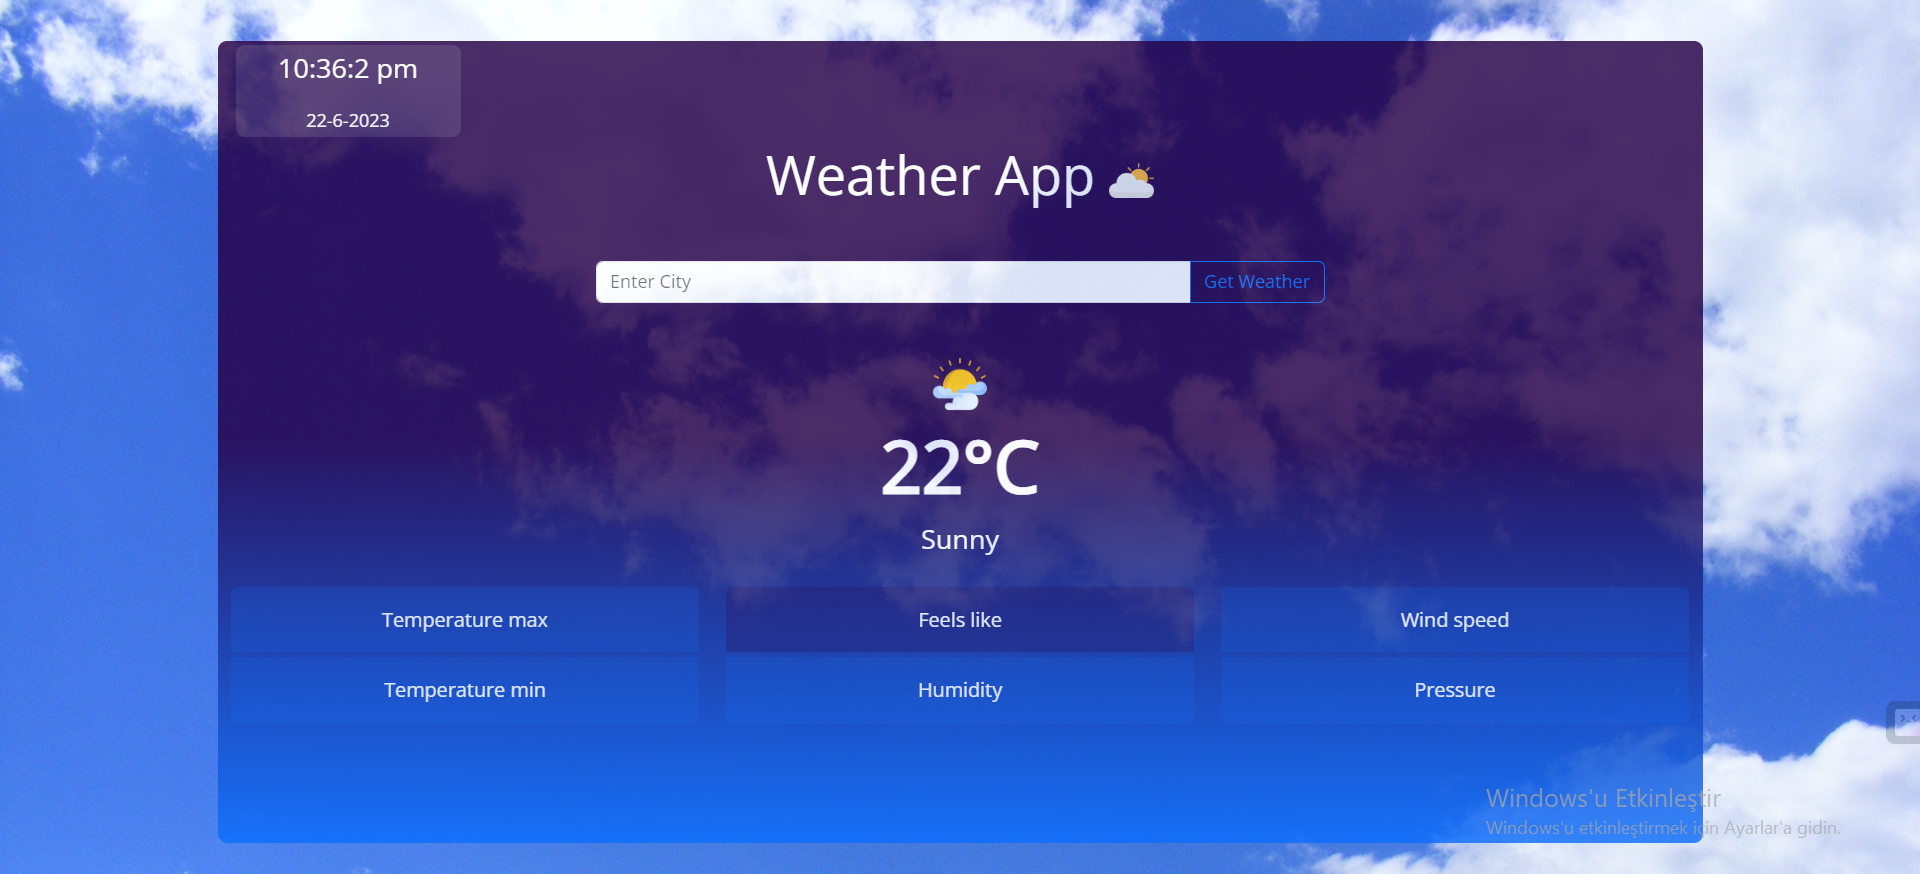 10:36:2 pm
22-6-2023
Weather App
Enter City
Get Weather
22°C
Sunny
Temperature max
Feels like
Wind speed
Temperature min
Humidity
Pressure
Windows'u Etkinleştir
Windows'u etkinleştirmek için Ayarlar'a gidin.